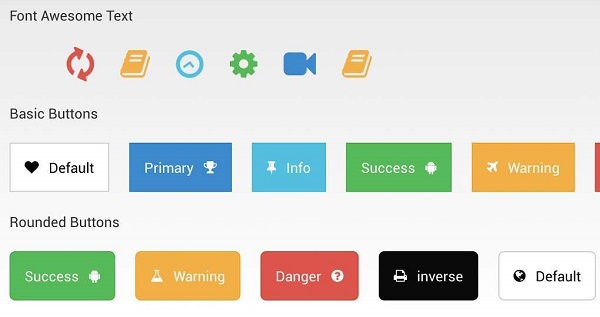 Font Awesome Text
Basic Buttons
Default Primary Info Success Warning
Rounded Buttons
Success Warning Danger inverse Default